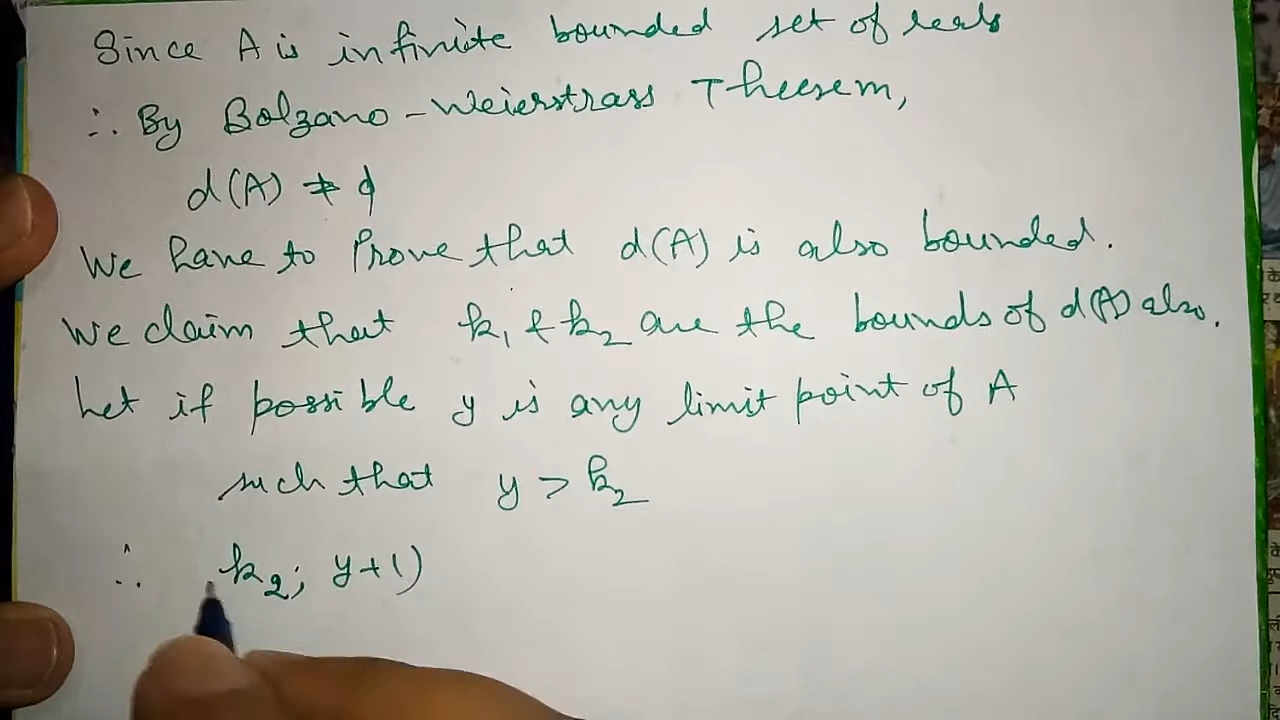 Since A is infinite bounded set of reals
∴ By Bolzano-Weierstrass Theorem,
d(A) ≠ ϕ
We have to Prove that d(A) is also bounded.
We claim that k₁ & k₂ are the bounds of d(A) also.
Let if possible y is any limit point of A
such that y > k₂
∴ k₂; y+1)